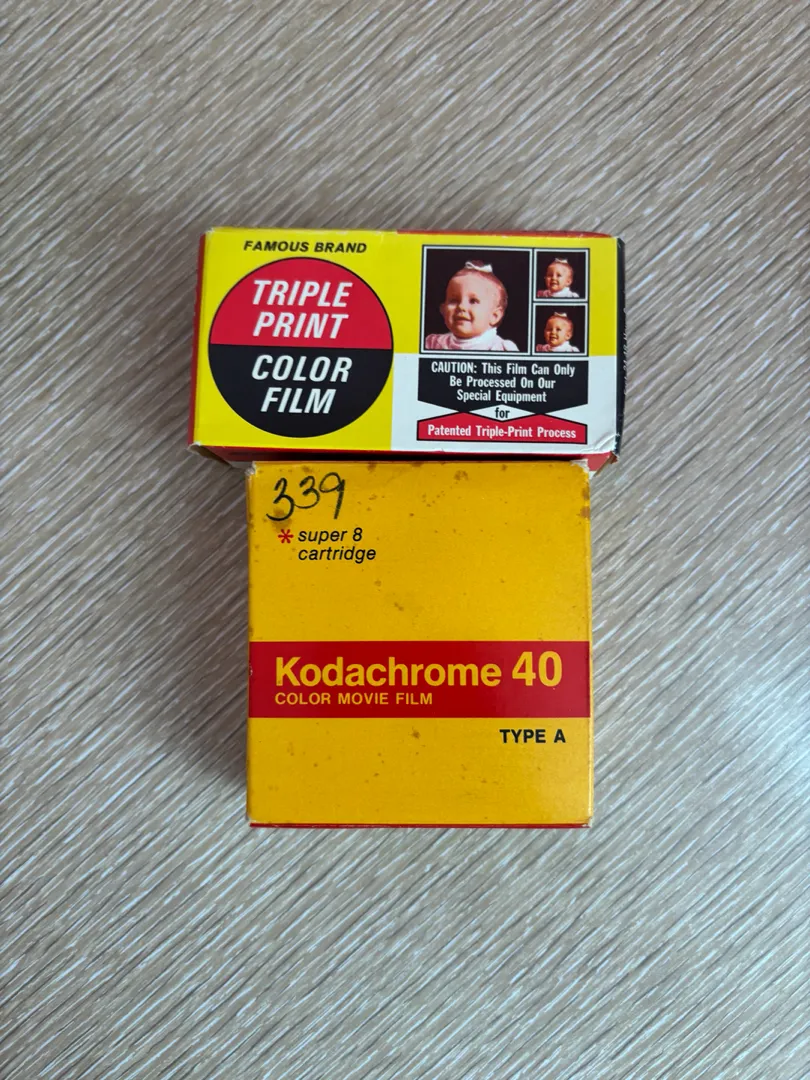 FAMOUS BRAND
TRIPLE
PRINT
COLOR
FILM
CAUTION: This Film Can Only
Be Processed On Our
Special Equipment
for
Patented Triple-Print Process
339
* super 8
cartridge
Kodachrome 40
COLOR MOVIE FILM
TYPE A